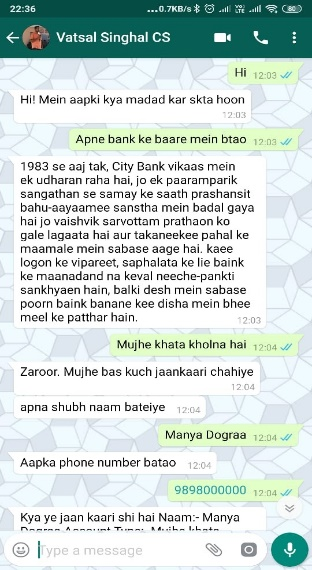 22:36
...0.7KB/s
80
Vatsal Singhal CS
Hi 12:03
Hi! Mein aapki kya madad kar skta hoon
12:03
Apne bank ke baare mein btao 12:03
1983 se aaj tak, City Bank vikaas mein
ek udharan raha hai, jo ek paaramparik
sangathan se samay ke saath prashansit
bahu-aayaamee sanstha mein badal gaya
hai jo vaishvik sarvottam prathaon ko
gale lagaata hai aur takaneekee pahal ke
maamale mein sabase aage hai. kaee
logon ke vipareet, saphalata ke lie baink
ke maanandand na keval neeche-pankti
sankhyaen hain, balki desh mein sabase
poorn baink banane kee disha mein bhee
meel ke patthar hain.
12:03
Mujhe khata kholna hai 12:04
Zaroor. Mujhe bas kuch jaankaari chahiye
12:04
apna shubh naam bateiye 12:04
Manya Dograa 12:04
Aapka phone number batao 12:04
9898000000 12:04
Kya ye jaan kaari shi hai Naam:- Manya
Dograa Account Type:- Mujhe khata
Type a message